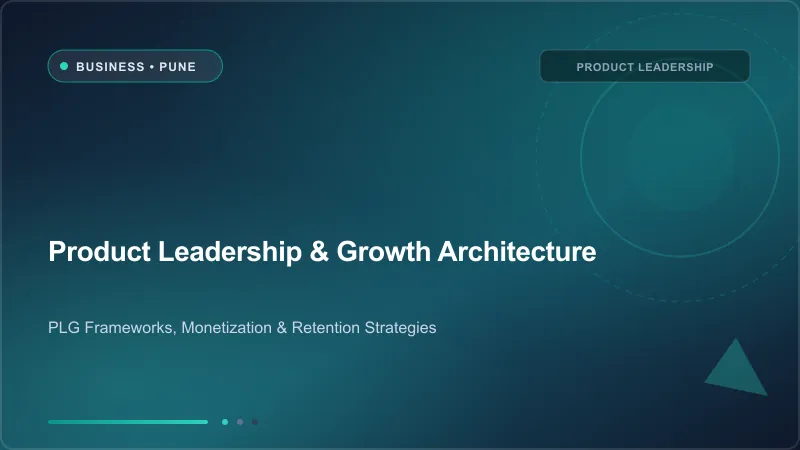 BUSINESS • PUNE
PRODUCT LEADERSHIP
Product Leadership & Growth Architecture
PLG Frameworks, Monetization & Retention Strategies